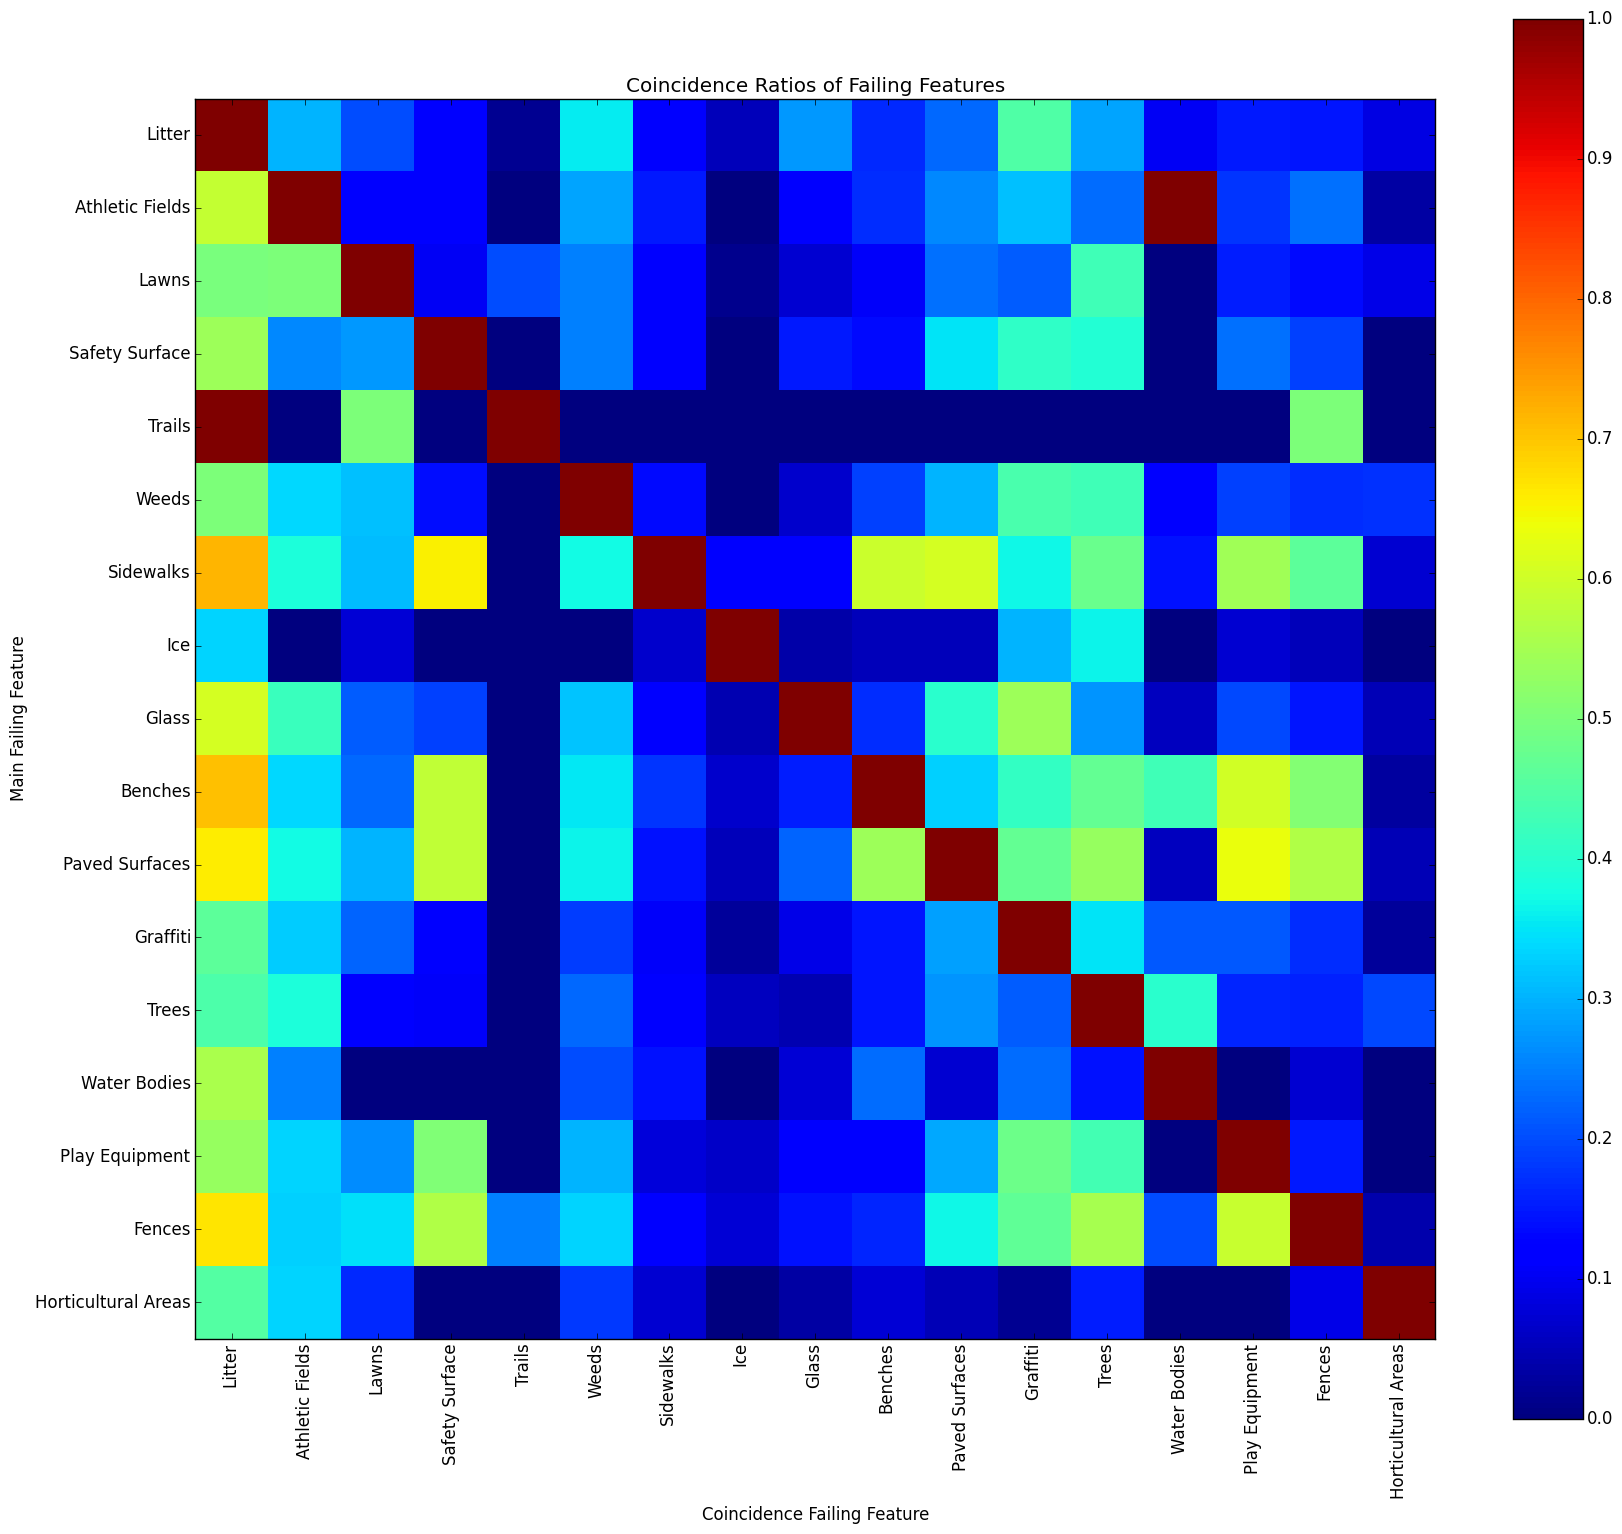 Coincidence Ratios of Failing Features
Main Failing Feature
Litter
Athletic Fields
Lawns
Safety Surface
Trails
Weeds
Sidewalks
Ice
Glass
Benches
Paved Surfaces
Graffiti
Trees
Water Bodies
Play Equipment
Fences
Horticultural Areas
Litter
Athletic Fields
Lawns
Safety Surface
Trails
Weeds
Sidewalks
Ice
Glass
Benches
Paved Surfaces
Graffiti
Trees
Water Bodies
Play Equipment
Fences
Horticultural Areas
Coincidence Failing Feature
1.0
0.9
0.8
0.7
0.6
0.5
0.4
0.3
0.2
0.1
0.0